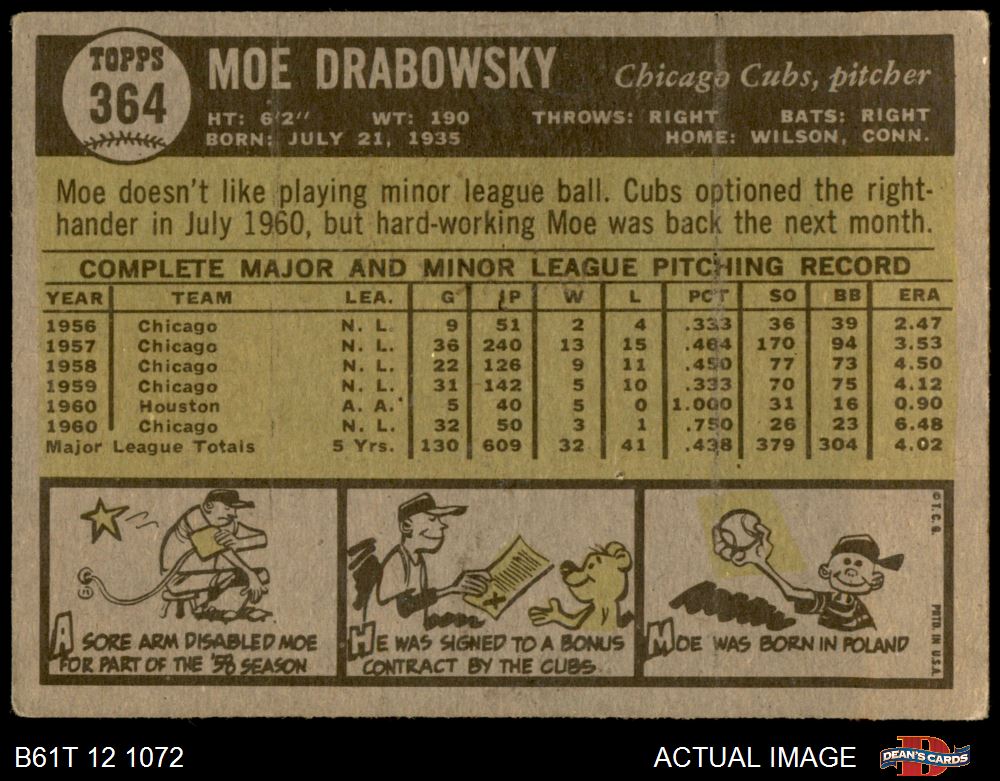 TOPPS
364
MOE DRABOWSKY
Chicago Cubs, pitcher
HT: 6'2" WT: 190 THROWS: RIGHT BATS: RIGHT
BORN: JULY 21, 1935 HOME: WILSON, CONN.
Moe doesn't like playing minor league ball. Cubs optioned the right-
hander in July 1960, but hard-working Moe was back the next month.
COMPLETE MAJOR AND MINOR LEAGUE PITCHING RECORD
YEAR TEAM LEA. G IP W L PCT SO BB ERA
1956 Chicago N. L. 9 51 2 4 .333 36 39 2.47
1957 Chicago N. L. 36 240 13 15 .464 170 94 3.53
1958 Chicago N. L. 22 126 9 11 .450 77 73 4.50
1959 Chicago N. L. 31 142 5 10 .333 70 75 4.12
1960 Houston A. A. 5 40 5 0 1.000 31 16 0.90
1960 Chicago N. L. 32 50 3 1 .750 26 23 6.48
Major League Totals 5 Yrs. 130 609 32 41 .438 379 304 4.02
A SORE ARM DISABLED MOE
FOR PART OF THE '58 SEASON
HE WAS SIGNED TO A BONUS
CONTRACT BY THE CUBS
MOE WAS BORN IN POLAND
© T. C. G.
PRTD. IN U.S.A.
B61T 12 1072
ACTUAL IMAGE
DEAN'S CARDS